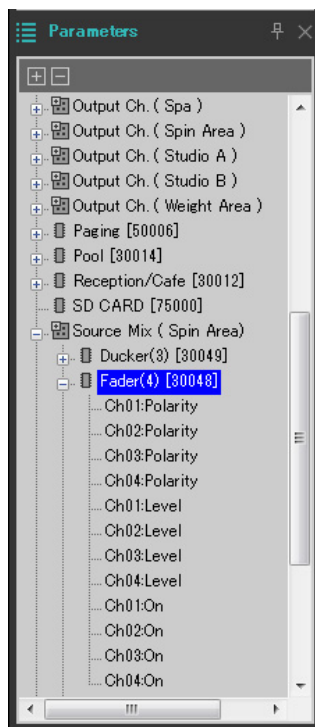 Parameters
Output Ch. ( Spa )
Output Ch. ( Spin Area )
Output Ch. ( Studio A )
Output Ch. ( Studio B )
Output Ch. ( Weight Area )
Paging [50006]
Pool [30014]
Reception/Cafe [30012]
SD CARD [75000]
Source Mix ( Spin Area)
Ducker(3) [30049]
Fader(4) [30048]
Ch01:Polarity
Ch02:Polarity
Ch03:Polarity
Ch04:Polarity
Ch01:Level
Ch02:Level
Ch03:Level
Ch04:Level
Ch01:On
Ch02:On
Ch03:On
Ch04:On